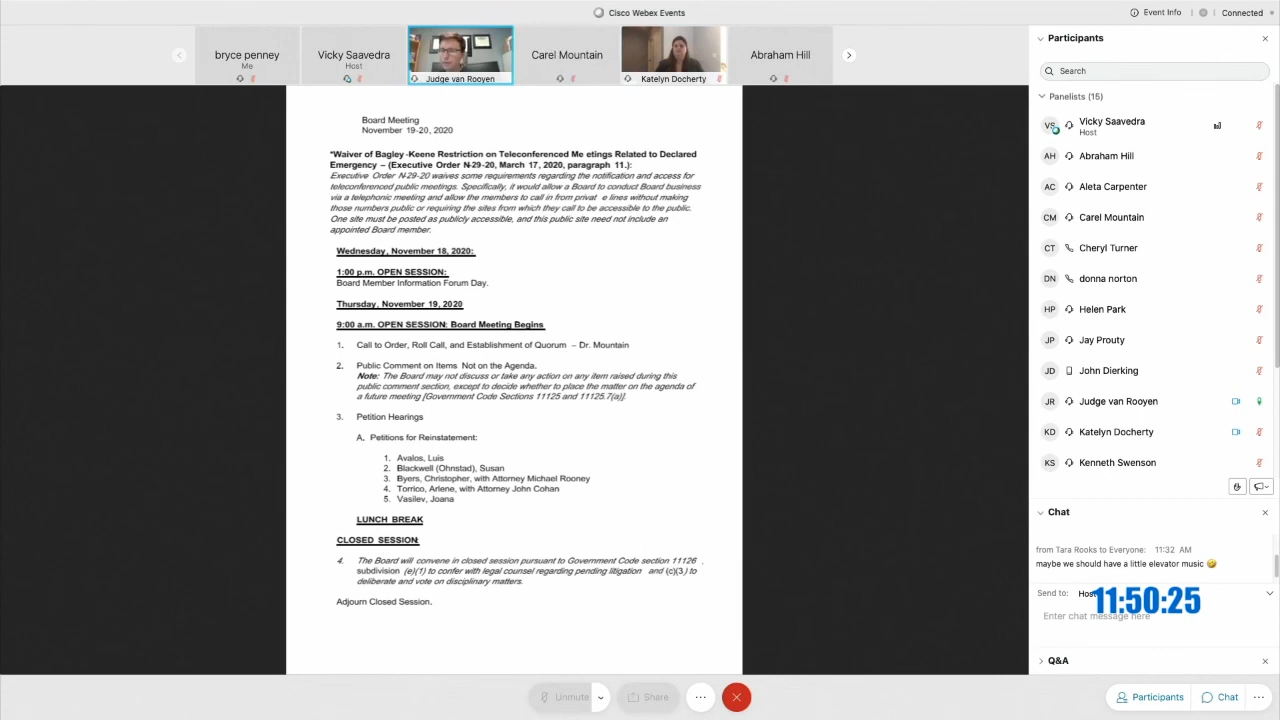 Cisco Webex Events
Event Info
Connected
bryce penney
Me
Vicky Saavedra
Host
Judge van Rooyen
Carel Mountain
Katelyn Docherty
Abraham Hill
Board Meeting
November 19-20, 2020
*Waiver of Bagley-Keene Restriction on Teleconferenced Me etings Related to Declared
Emergency – (Executive Order N-29-20, March 17, 2020, paragraph 11.):
Executive Order N-29-20 waives some requirements regarding the notification and access for
teleconferenced public meetings. Specifically, it would allow a Board to conduct Board business
via a telephonic meeting and allow the members to call in from privat e lines without making
those numbers public or requiring the sites from which they call to be accessible to the public.
One site must be posted as publicly accessible, and this public site need not include an
appointed Board member.
Wednesday, November 18, 2020:
1:00 p.m. OPEN SESSION:
Board Member Information Forum Day.
Thursday, November 19, 2020
9:00 a.m. OPEN SESSION: Board Meeting Begins
1. Call to Order, Roll Call, and Establishment of Quorum – Dr. Mountain
2. Public Comment on Items Not on the Agenda.
Note: The Board may not discuss or take any action on any item raised during this
public comment section, except to decide whether to place the matter on the agenda of
a future meeting [Government Code Sections 11125 and 11125.7(a)].
3. Petition Hearings
A. Petitions for Reinstatement:
1. Avalos, Luis
2. Blackwell (Ohnstad), Susan
3. Byers, Christopher, with Attorney Michael Rooney
4. Torrico, Arlene, with Attorney John Cohan
5. Vasilev, Joana
LUNCH BREAK
CLOSED SESSION:
4. The Board will convene in closed session pursuant to Government Code section 11126 ,
subdivision (e)(1) to confer with legal counsel regarding pending litigation and (c)(3) to
deliberate and vote on disciplinary matters.
Adjourn Closed Session.
Participants
Search
Panelists (15)
VS Vicky Saavedra
Host
AH Abraham Hill
AC Aleta Carpenter
CM Carel Mountain
CT Cheryl Turner
DN donna norton
HP Helen Park
JP Jay Prouty
JD John Dierking
JR Judge van Rooyen
KD Katelyn Docherty
KS Kenneth Swenson
Chat
from Tara Rooks to Everyone: 11:32 AM
maybe we should have a little elevator music
Send to: Host
11:50:25
Enter chat message here
Q&A
Unmute
Share
Participants
Chat